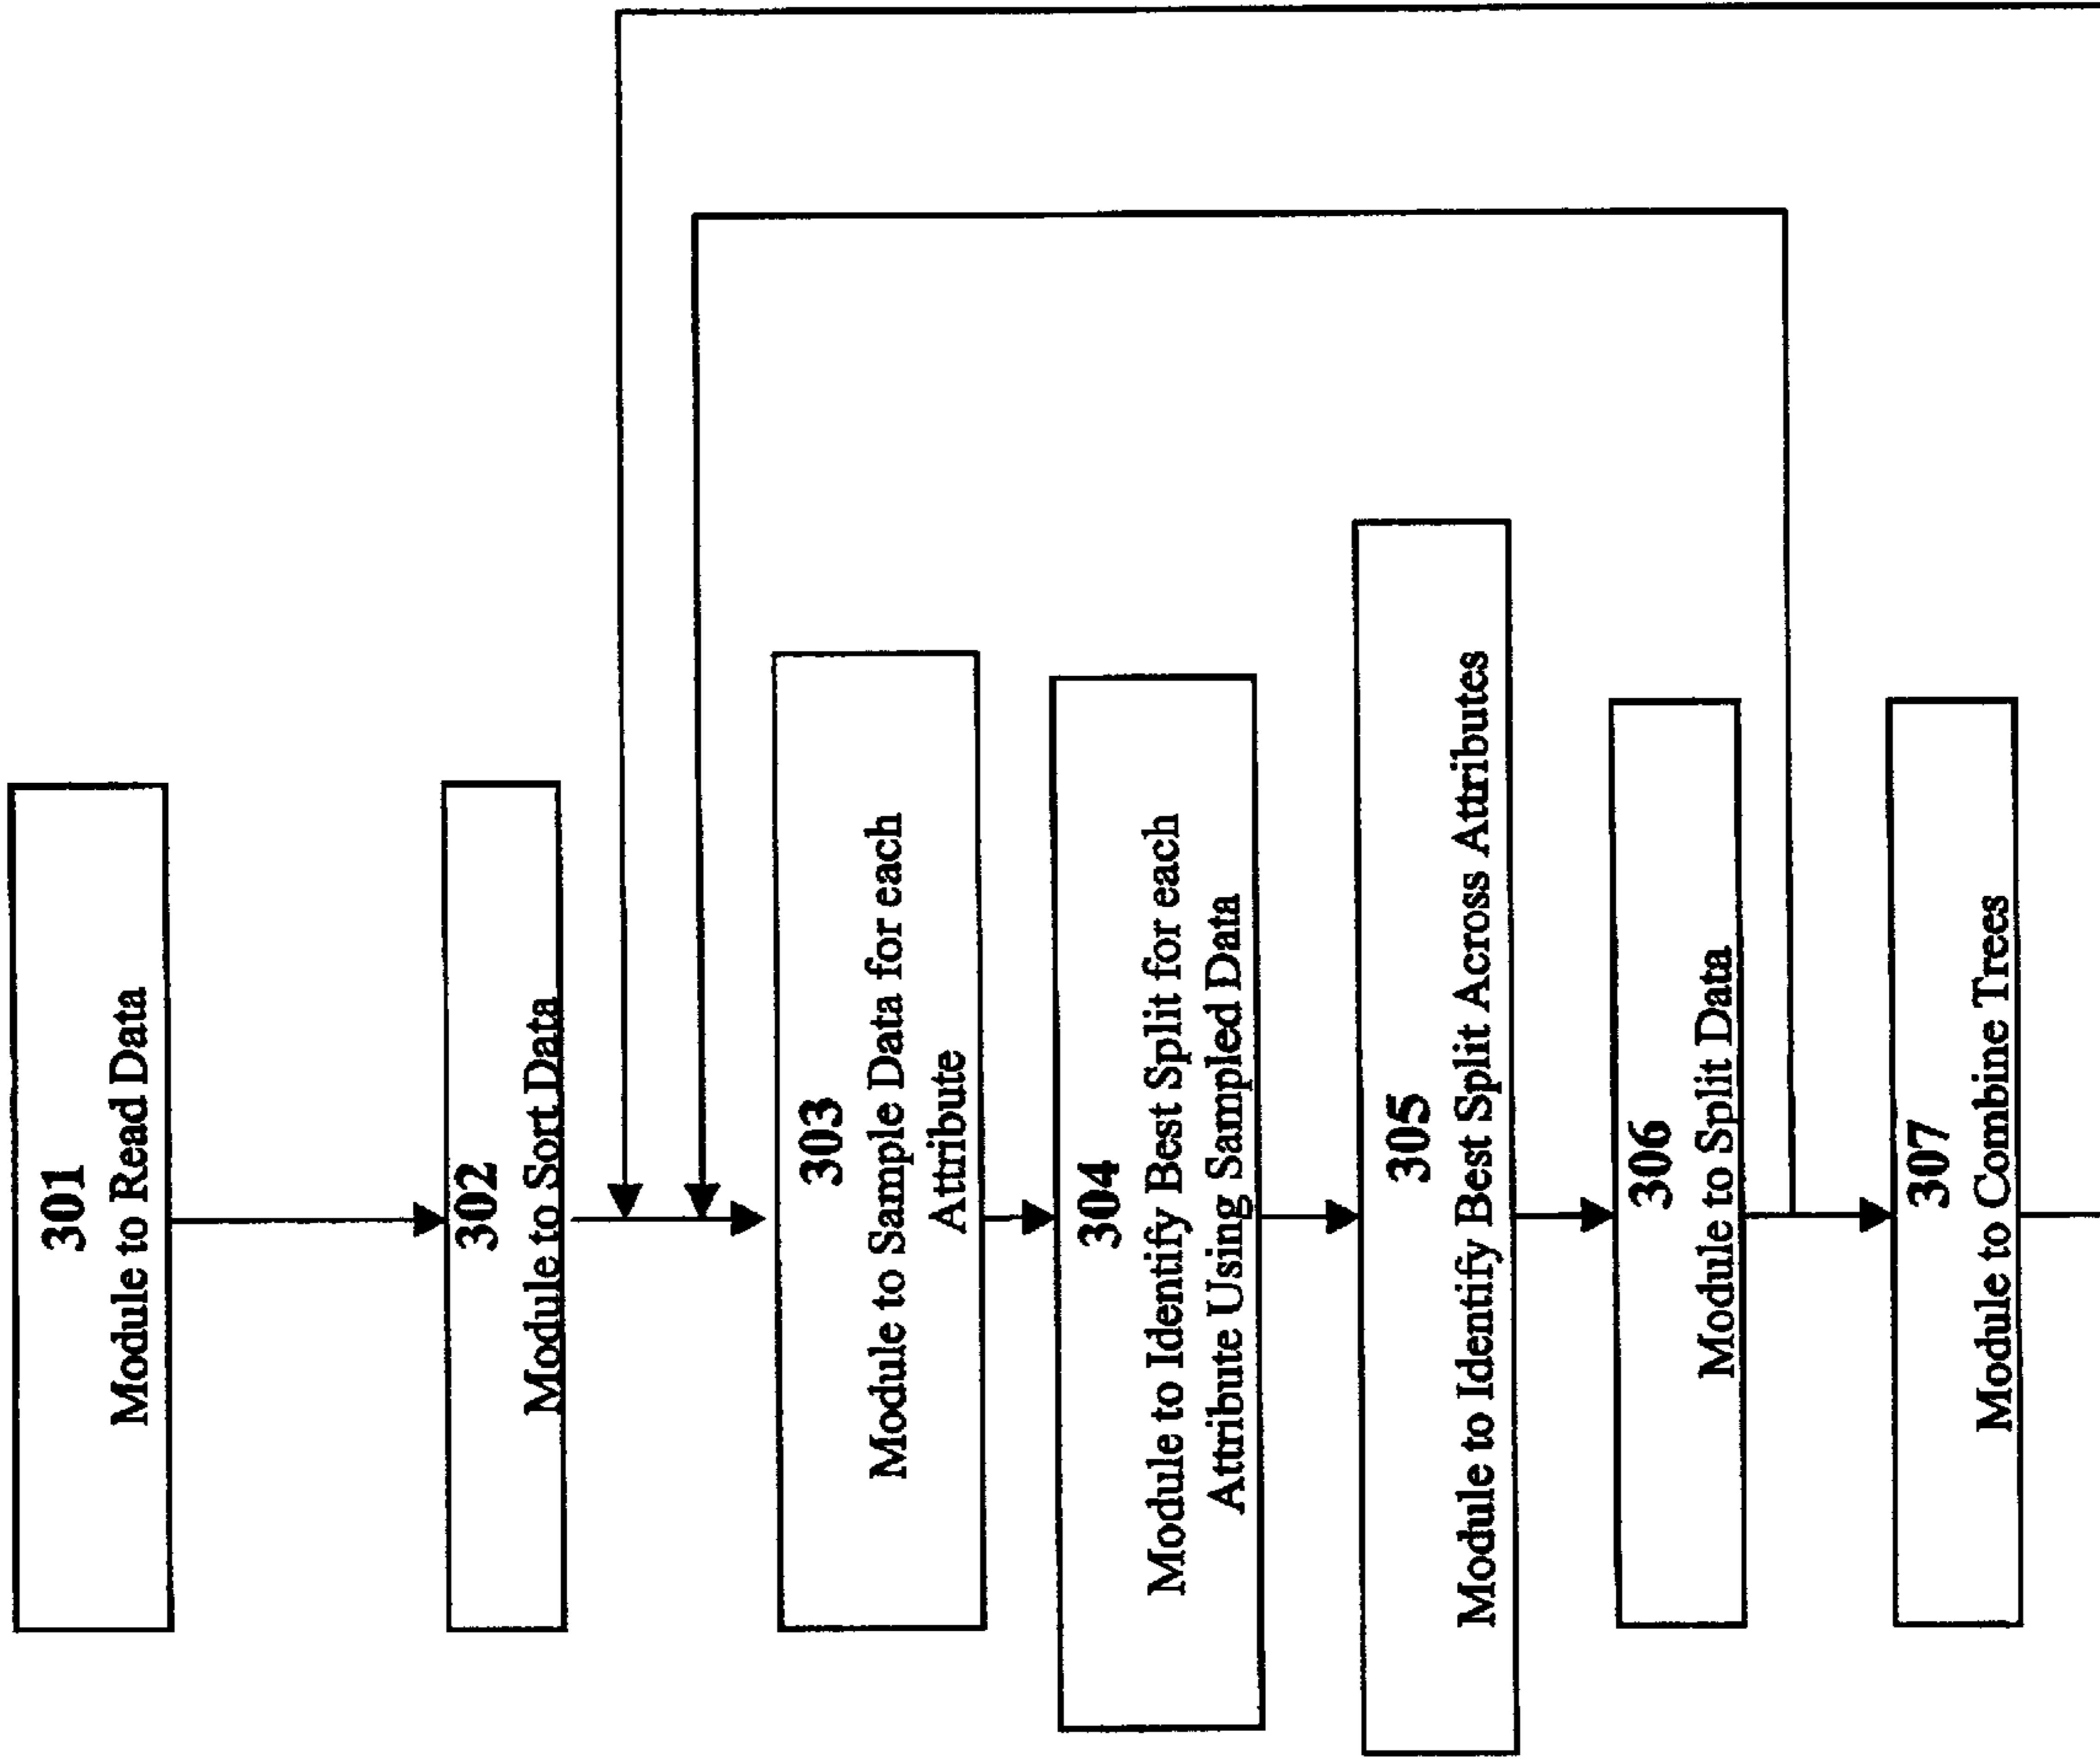 301
Module to Read Data
302
Module to Sort Data
303
Module to Sample Data for each
Attribute
304
Module to Identify Best Split for each
Attribute Using Sampled Data
305
Module to Identify Best Split Across Attributes
306
Module to Split Data
307
Module to Combine Trees